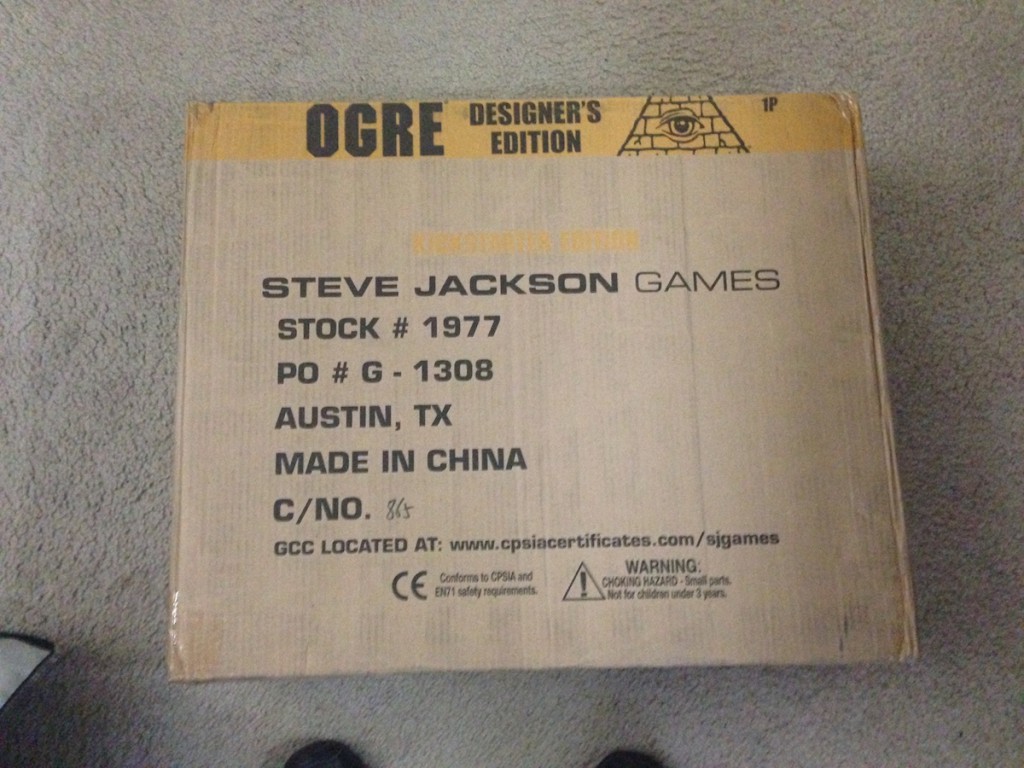 OGRE DESIGNER'S EDITION 1P
KICKSTARTER EDITION
STEVE JACKSON GAMES
STOCK # 1977
PO # G - 1308
AUSTIN, TX
MADE IN CHINA
C/NO. 865
GCC LOCATED AT: www.cpsiacertificates.com/sjgames
CE Conforms to CPSIA and
EN71 safety requirements.
WARNING:
CHOKING HAZARD - Small parts.
Not for children under 3 years.